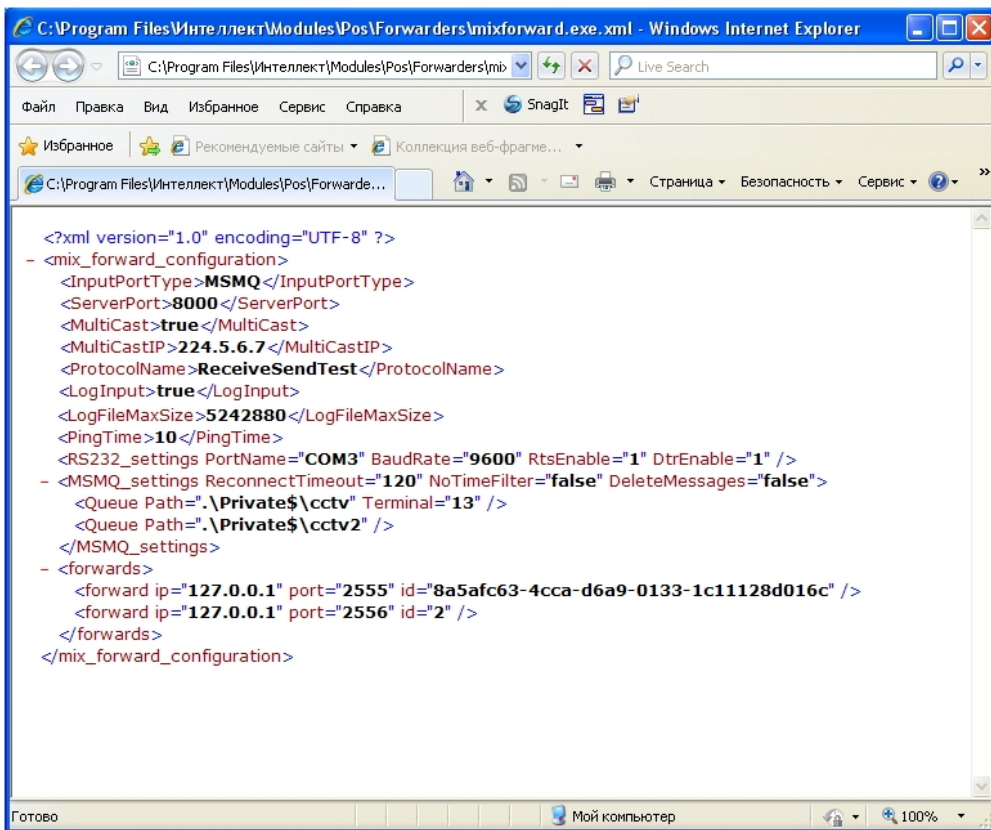 C:\Program Files\Интеллект\Modules\Pos\Forwarders\mixforward.exe.xml - Windows Internet Explorer
C:\Program Files\Интеллект\Modules\Pos\Forwarders\mix
Live Search
Файл Правка Вид Избранное Сервис Справка
x SnagIt
Избранное Рекомендуемые сайты Коллекция веб-фрагме...
C:\Program Files\Интеллект\Modules\Pos\Forwarde...
Страница Безопасность Сервис »
<?xml version="1.0" encoding="UTF-8" ?>
- <mix_forward_configuration>
<InputPortType>MSMQ</InputPortType>
<ServerPort>8000</ServerPort>
<MultiCast>true</MultiCast>
<MultiCastIP>224.5.6.7</MultiCastIP>
<ProtocolName>ReceiveSendTest</ProtocolName>
<LogInput>true</LogInput>
<LogFileMaxSize>5242880</LogFileMaxSize>
<PingTime>10</PingTime>
<RS232_settings PortName="COM3" BaudRate="9600" RtsEnable="1" DtrEnable="1" />
- <MSMQ_settings ReconnectTimeout="120" NoTimeFilter="false" DeleteMessages="false">
<Queue Path=".\Private$\cctv" Terminal="13" />
<Queue Path=".\Private$\cctv2" />
</MSMQ_settings>
- <forwards>
<forward ip="127.0.0.1" port="2555" id="8a5afc63-4cca-d6a9-0133-1c11128d016c" />
<forward ip="127.0.0.1" port="2556" id="2" />
</forwards>
</mix_forward_configuration>
Готово
Мой компьютер
100%